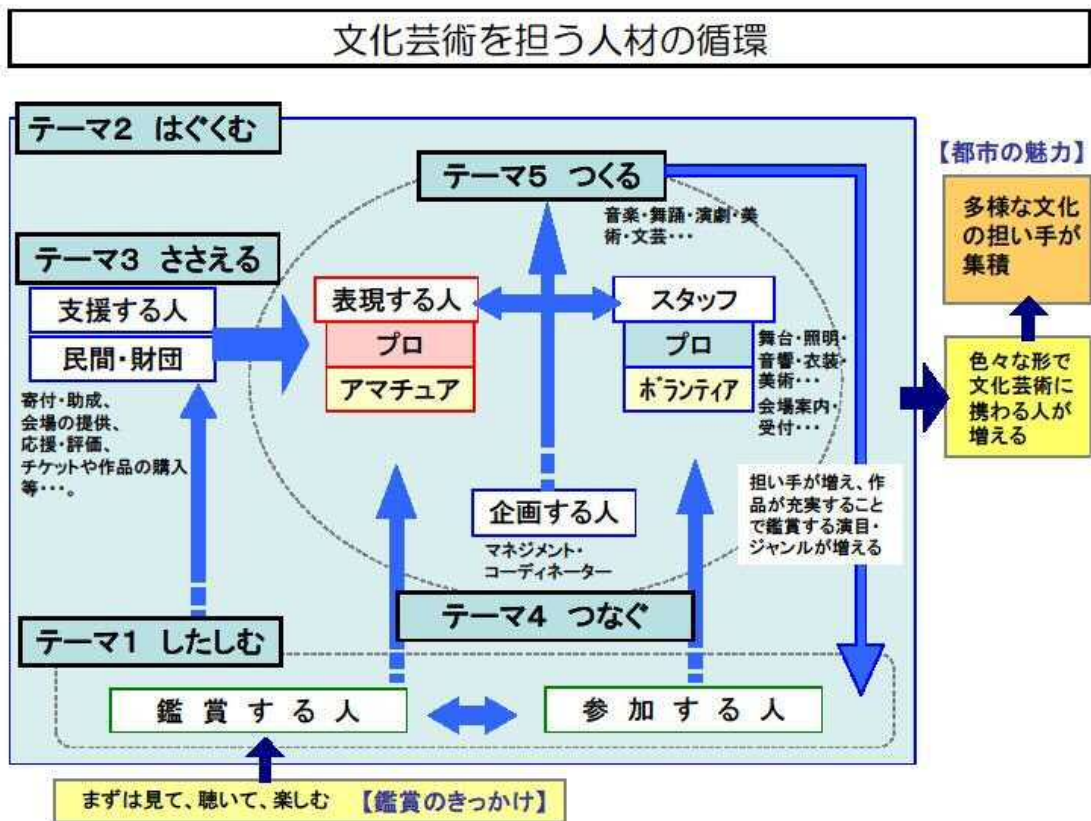 文化芸術を担う人材の循環
テーマ2 はぐくむ
テーマ5 つくる
音楽・舞踊・演劇・美
術・文芸・・・
【都市の魅力】
多様な文化
の担い手が
集積
テーマ3 ささえる
支援する人
民間・財団
寄付・助成、
会場の提供、
応援・評価、
チケットや作品の購入
等・・・。
表現する人
プロ
アマチュア
スタッフ
プロ
ボランティア
舞台・照明・
音響・衣装・
美術・・・
会場案内・
受付・・・
色々な形で
文化芸術に
携わる人が
増える
企画する人
マネジメント・
コーディネーター
担い手が増え、作
品が充実すること
で鑑賞する演目・
ジャンルが増える
テーマ4 つなぐ
テーマ1 したしむ
鑑賞する人
参加する人
まずは見て、聴いて、楽しむ 【鑑賞のきっかけ】